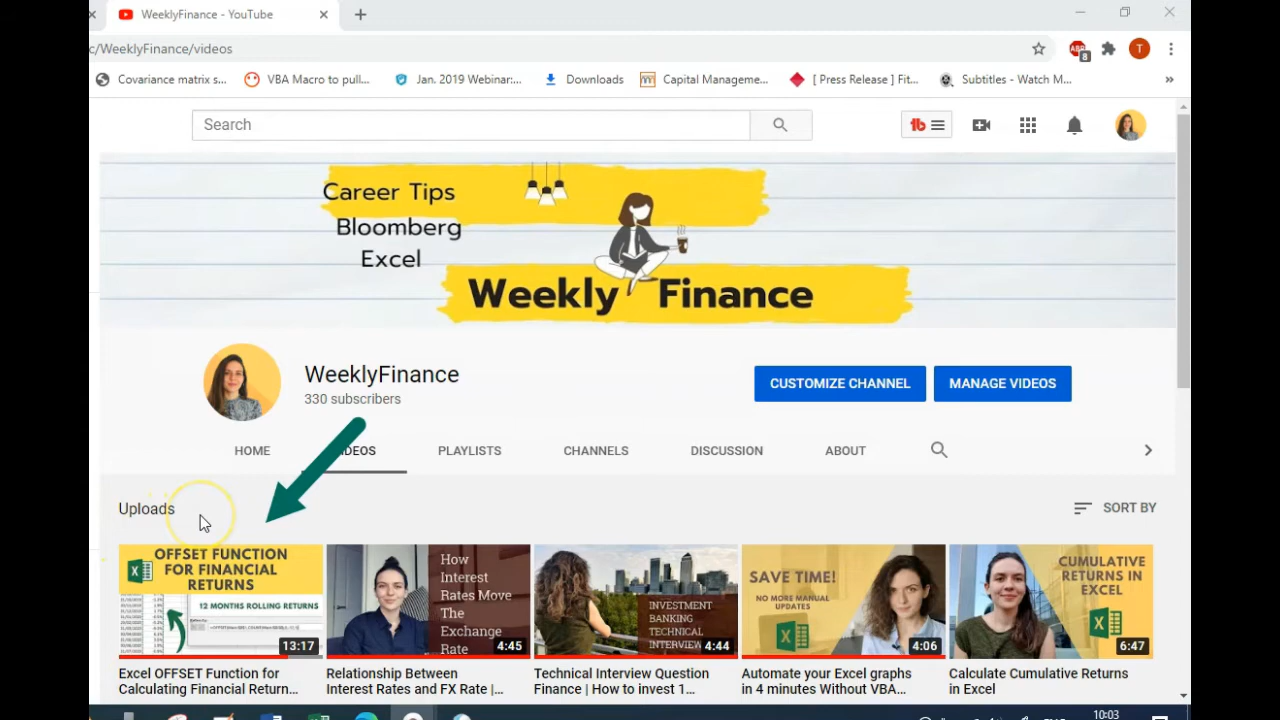 WeeklyFinance - YouTube
c/WeeklyFinance/videos
ABP
8
T
Covariance matrix s...
VBA Macro to pull...
Jan. 2019 Webinar:...
Downloads
Capital Manageme...
[ Press Release ] Fit...
Subtitles - Watch M...
Search
tb
Career Tips
Bloomberg
Excel
Weekly Finance
WeeklyFinance
330 subscribers
CUSTOMIZE CHANNEL
MANAGE VIDEOS
HOME
PLAYLISTS
CHANNELS
DISCUSSION
ABOUT
Uploads
SORT BY
OFFSET FUNCTION
FOR FINANCIAL
RETURNS
12 MONTHS ROLLING RETURNS
13:17
Excel OFFSET Function for
Calculating Financial Return...
How
Interest
Rates Move
The
Exchange
Rate
4:45
Relationship Between
Interest Rates and FX Rate |...
INVESTMENT
BANKING
TECHNICAL
INTERVIEW
4:44
Technical Interview Question
Finance | How to invest 1...
SAVE TIME!
NO MORE MANUAL
UPDATES
4:06
Automate your Excel graphs
in 4 minutes Without VBA...
CUMULATIVE
RETURNS IN
EXCEL
6:47
Calculate Cumulative Returns
in Excel
10:03